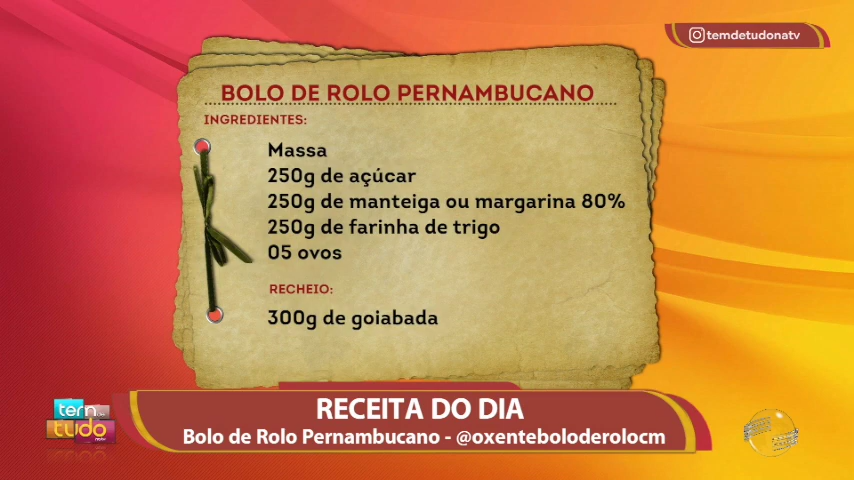 temdetudonatv
BOLO DE ROLO PERNAMBUCANO
INGREDIENTES:
Massa
250g de açúcar
250g de manteiga ou margarina 80%
250g de farinha de trigo
05 ovos
RECHEIO:
300g de goiabada
tem de
tudo
RECEITA DO DIA
Bolo de Rolo Pernambucano - @oxenteboloderolocm